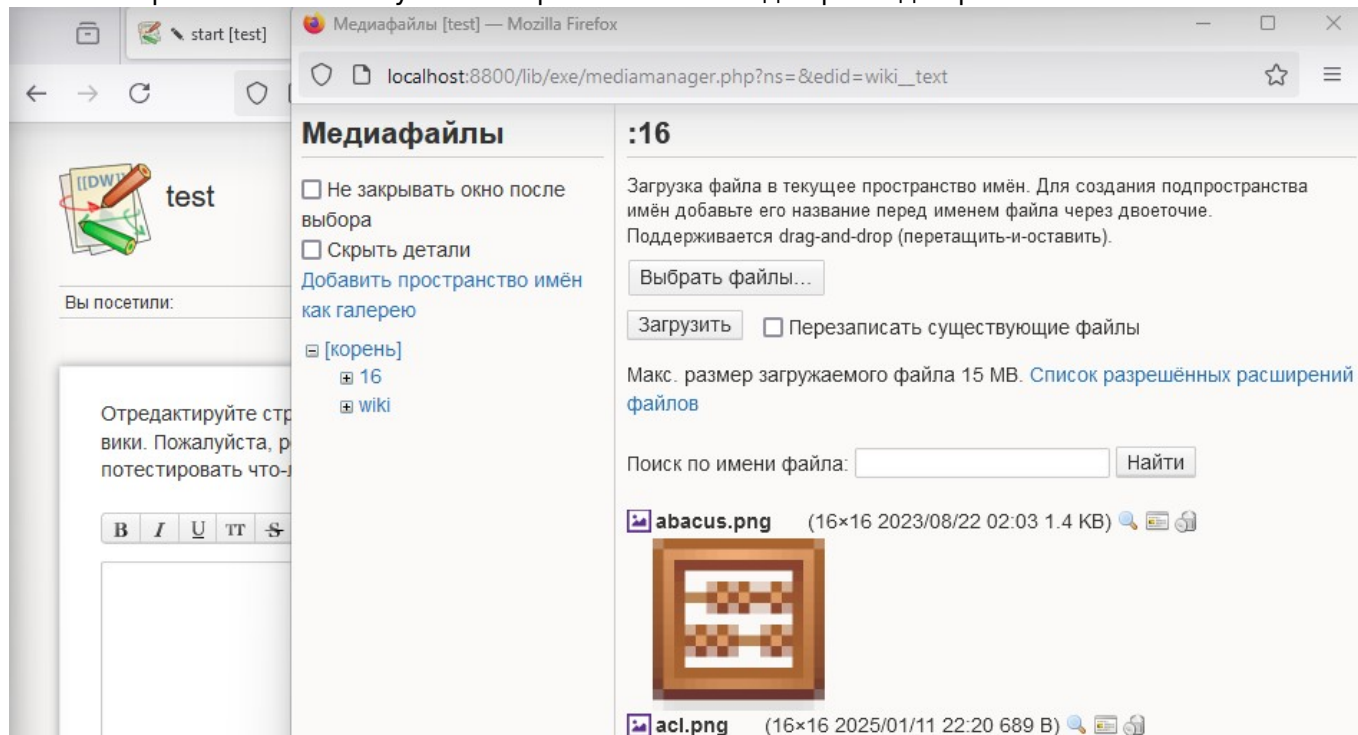 start [test]
Медиафайлы [test] — Mozilla Firefox
localhost:8800/lib/exe/mediamanager.php?ns=&edid=wiki__text
[[DW]]
test
Вы посетили:
Отредактируйте
вики. Пожалуйста,
потестировать
B I U TT S
Медиафайлы
Не закрывать окно после
выбора
Скрыть детали
Добавить пространство имён
как галерею
[корень]
16
wiki
:16
Загрузка файла в текущее пространство имён. Для создания подпространства
имён добавьте его название перед именем файла через двоеточие.
Поддерживается drag-and-drop (перетащить-и-оставить).
Выбрать файлы...
Загрузить Перезаписать существующие файлы
Макс. размер загружаемого файла 15 MB. Список разрешённых расширений
файлов
Поиск по имени файла: Найти
abacus.png (16×16 2023/08/22 02:03 1.4 KB)
acl.png (16×16 2025/01/11 22:20 689 B)